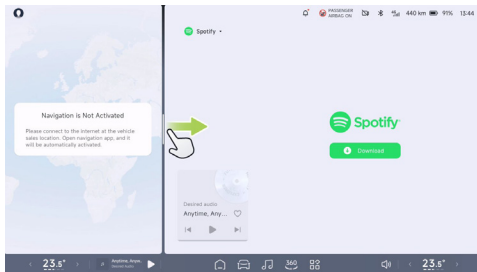 PASSENGER
AIRBAG ON
440 km
91%
13:44
Spotify
Navigation is Not Activated
Please connect to the internet at the vehicle
sales location. Open navigation app, and it
will be automatically activated.
Spotify
Download
Desired audio
Anytime, Any...
23.5°
Anytime, Anyw.
Desired audio
360
23.5°